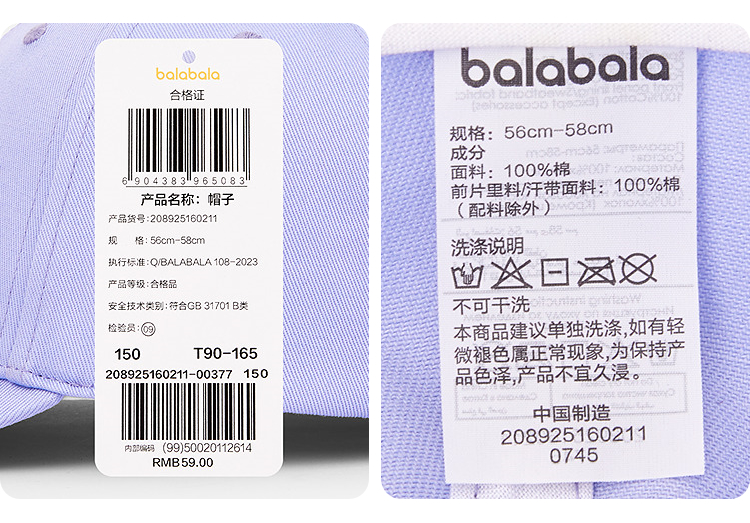 balabala
合格证
6904383965083
产品名称：帽子
产品货号：208925160211
规 格：56cm-58cm
执行标准：Q/BALABALA 108-2023
产品等级：合格品
安全技术类别：符合GB 31701 B类
检验员：09
150 T90-165
208925160211-00377 150
内部编码 (99)50020112614
RMB59.00
balabala
规格：56cm-58cm
成分
面料：100%棉
前片里料/汗带面料：100%棉
（配料除外）
洗涤说明
不可干洗
本商品建议单独洗涤,如有轻
微褪色属正常现象,为保持产
品色泽,产品不宜久浸。
中国制造
208925160211
0745